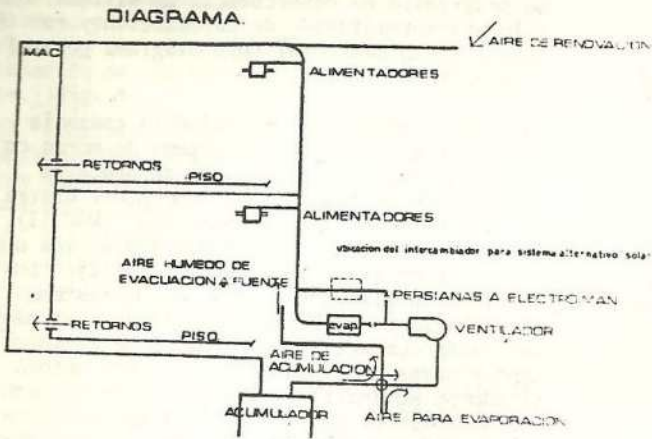 DIAGRAMA.
MAC
AIRE DE RENOVACION
ALIMENTADORES
RETORNOS
PISO
ALIMENTADORES
ubicacion del intercambiador para sistema alternativo solar
AIRE HUMEDO DE
EVACUACION A FUENTE
PERSIANAS A ELECTROIMAN
evap.
VENTILADOR
RETORNOS
PISO
AIRE DE
ACUMULACION
ACUMULADOR
AIRE PARA EVAPORACION